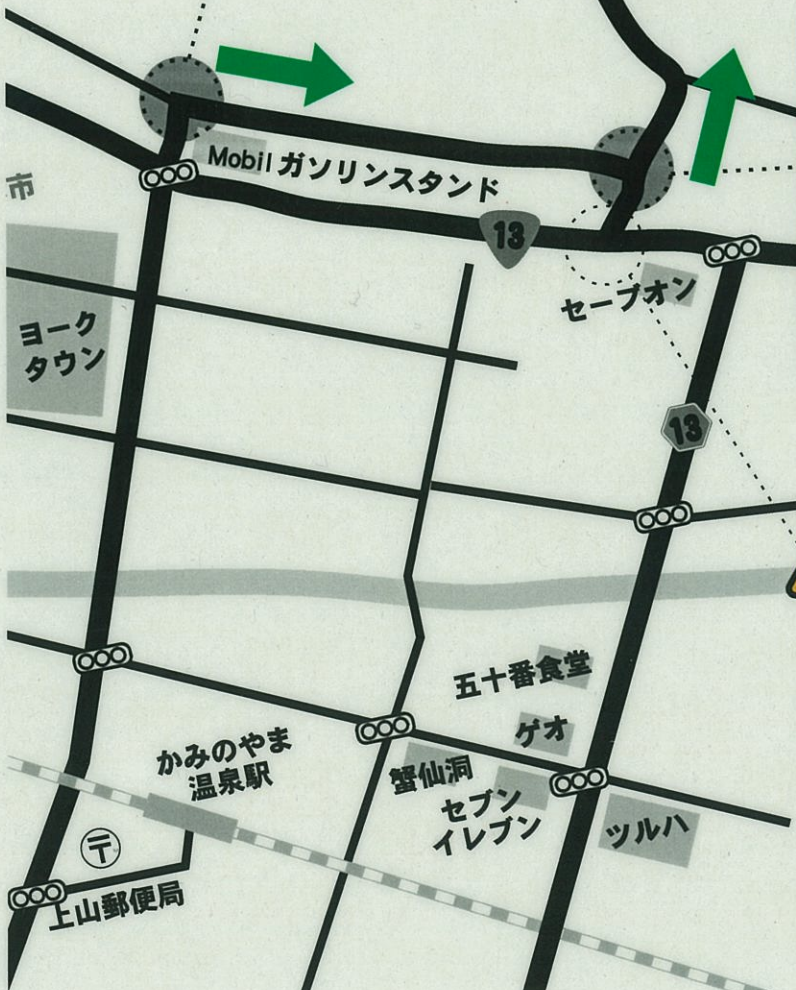 Mobil ガソリンスタンド
市
13
セーブオン
ヨーク
タウン
13
五十番食堂
ゲオ
かみのやま
温泉駅
蟹仙洞
セブン
イレブン
ツルハ
〒
上山郵便局